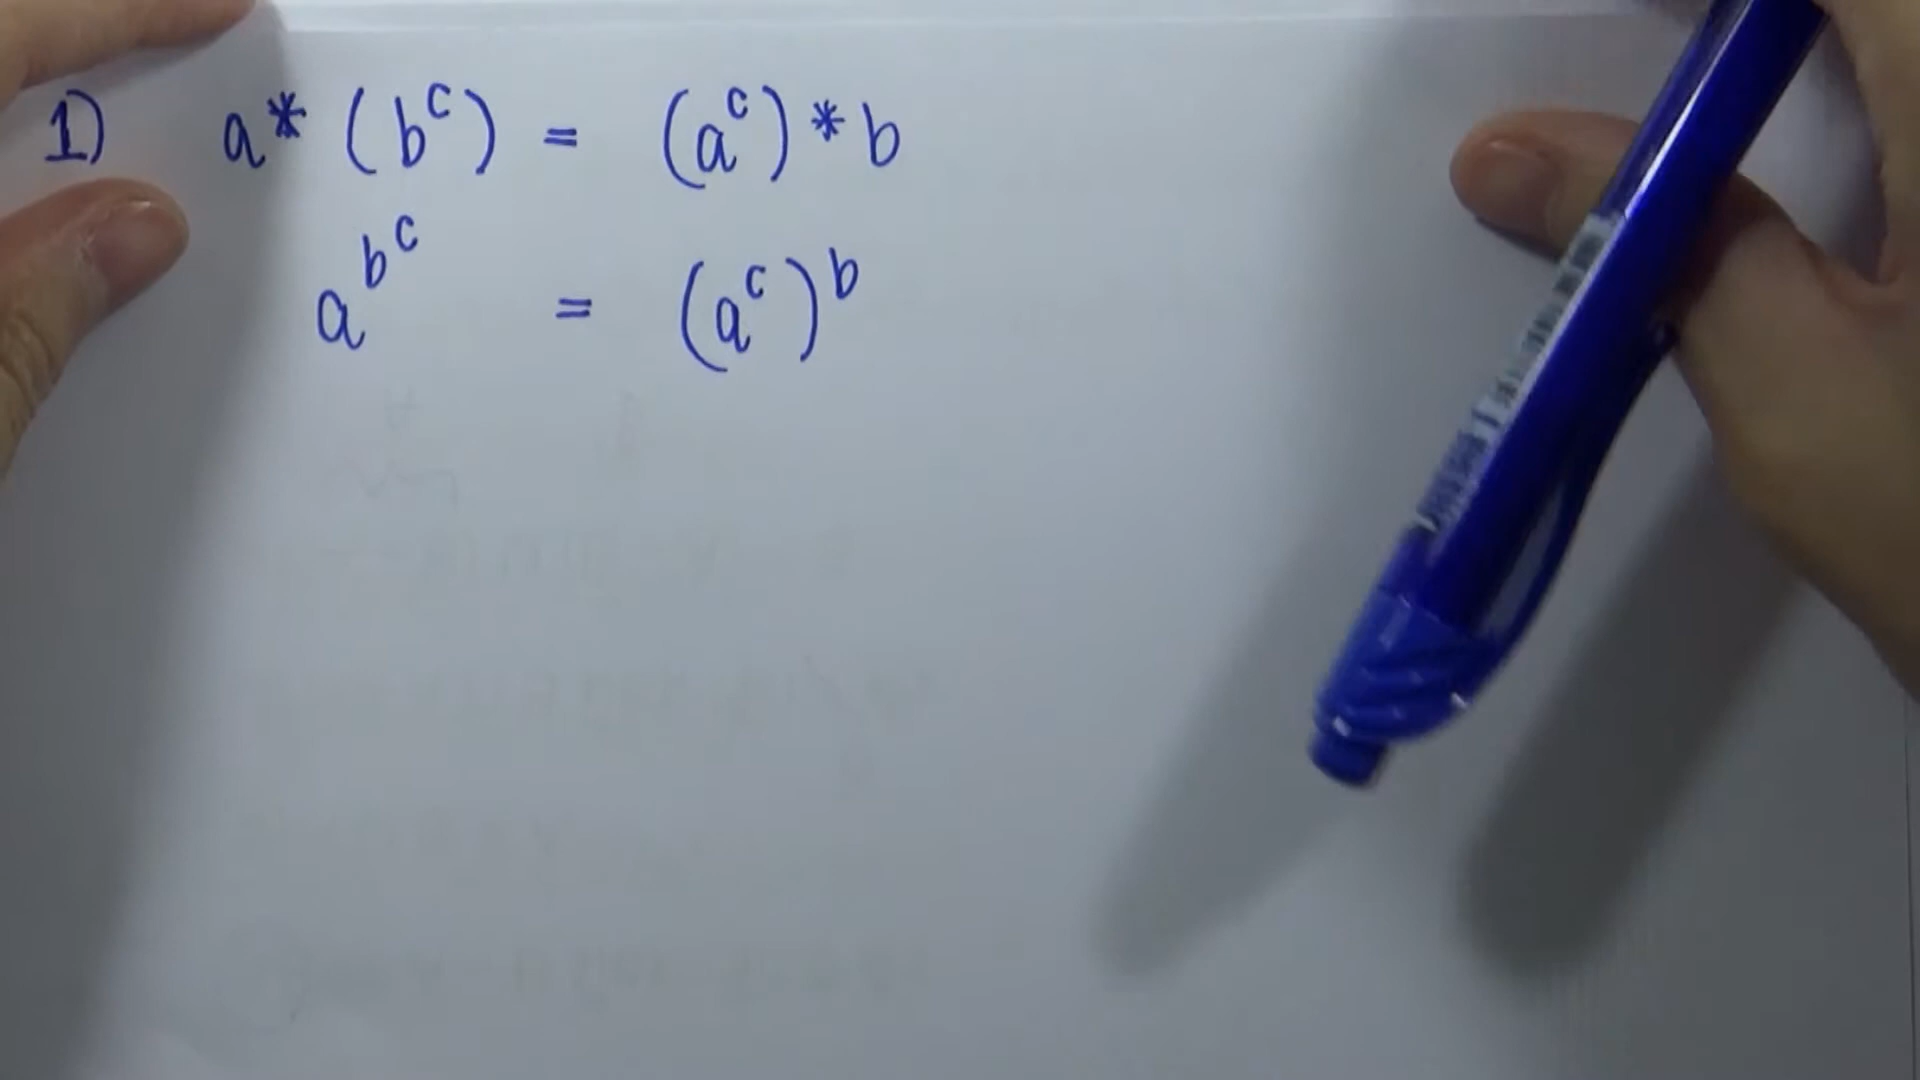 1) a * (b^c) = (a^c) * b
a^b^c = (a^c)^b